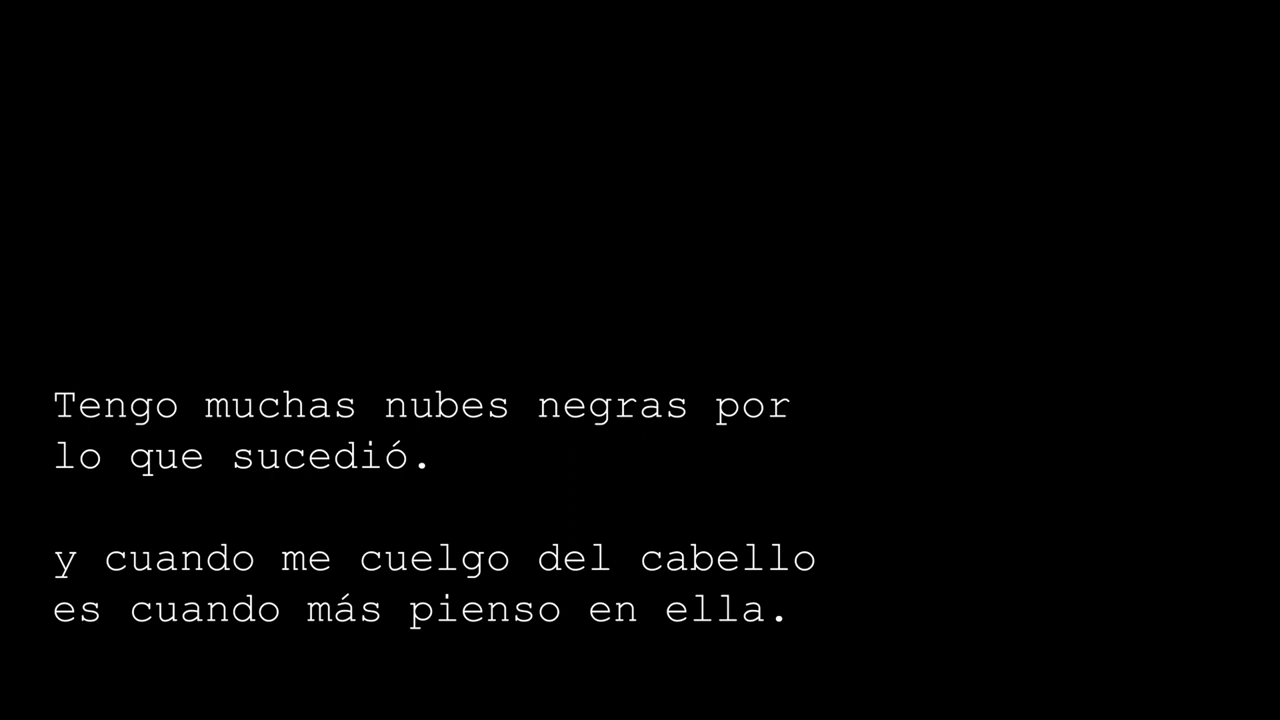 Tengo muchas nubes negras por
lo que sucedió.
y cuando me cuelgo del cabello
es cuando más pienso en ella.